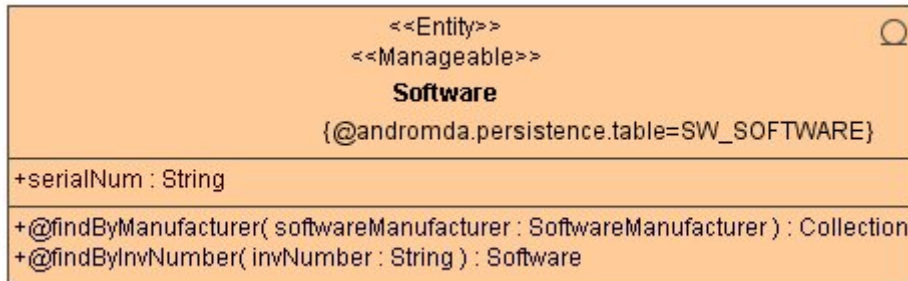 <<Entity>>
<<Manageable>>
Software
{@andromda.persistence.table=SW_SOFTWARE}
+serialNum : String
+@findByManufacturer( softwareManufacturer : SoftwareManufacturer ) : Collection
+@findByInvNumber( invNumber : String ) : Software